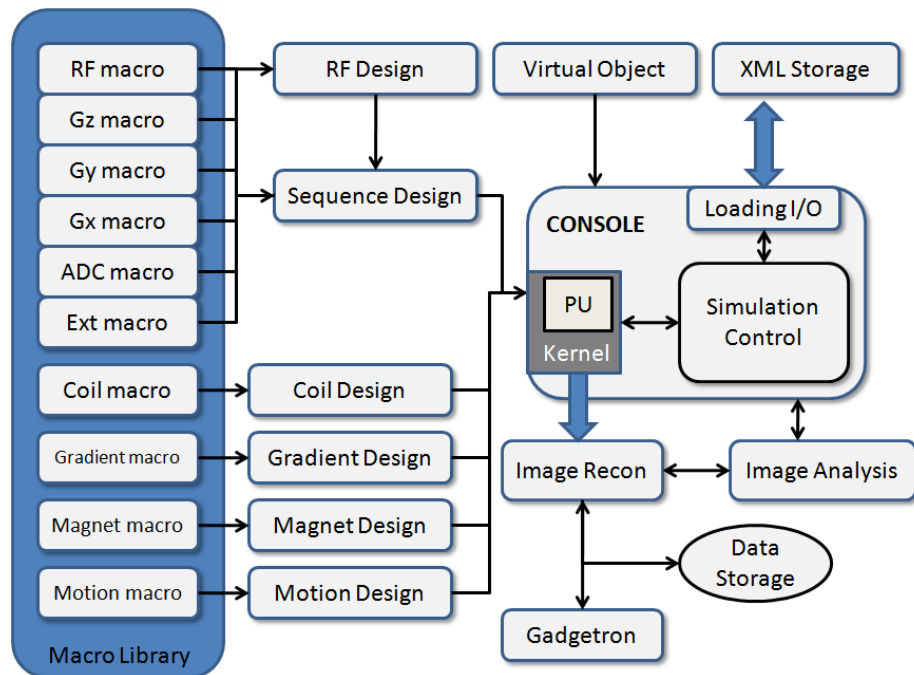 RF macro
Gz macro
Gy macro
Gx macro
ADC macro
Ext macro
Coil macro
Gradient macro
Magnet macro
Motion macro
Macro Library
RF Design
Sequence Design
Coil Design
Gradient Design
Magnet Design
Motion Design
Virtual Object
XML Storage
CONSOLE
Loading I/O
PU
Kernel
Simulation
Control
Image Recon
Image Analysis
Data
Storage
Gadgetron